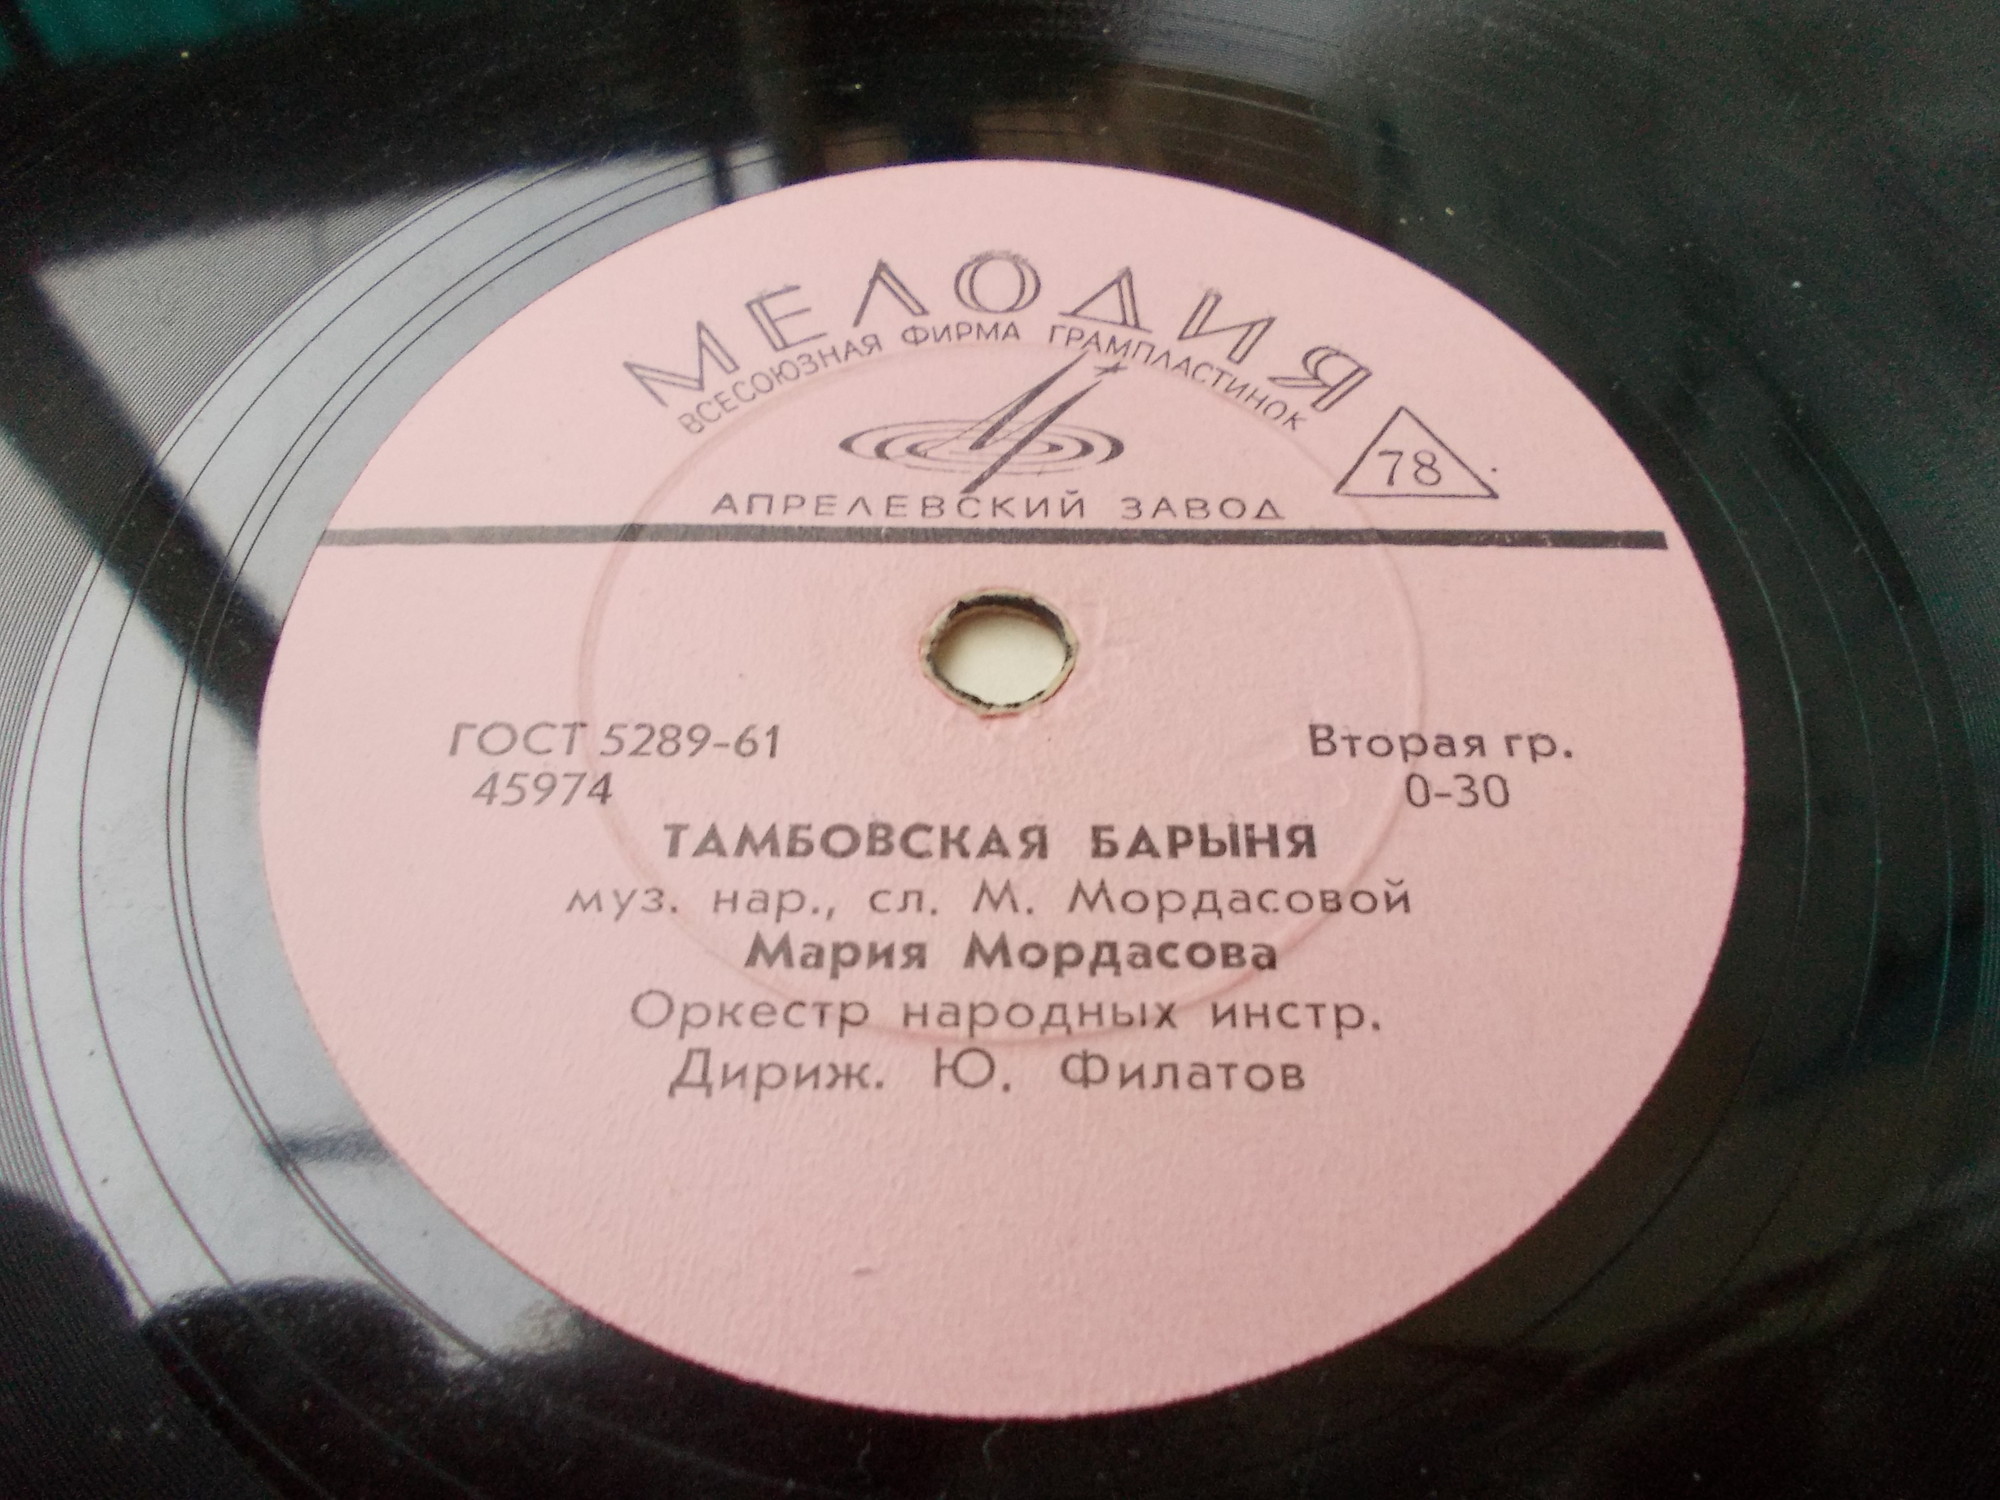 МЕЛОДИЯ
ВСЕСОЮЗНАЯ ФИРМА ГРАМПЛАСТИНОК
78
АПРЕЛЕВСКИЙ ЗАВОД
ГОСТ 5289-61 Вторая гр.
45974 0-30
ТАМБОВСКАЯ БАРЫНЯ
муз. нар., сл. М. Мордасовой
Мария Мордасова
Оркестр народных инстр.
Дириж. Ю. Филатов